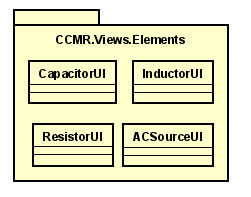 CCMR.Views.Elements
CapacitorUI
InductorUI
ResistorUI
ACSourceUI